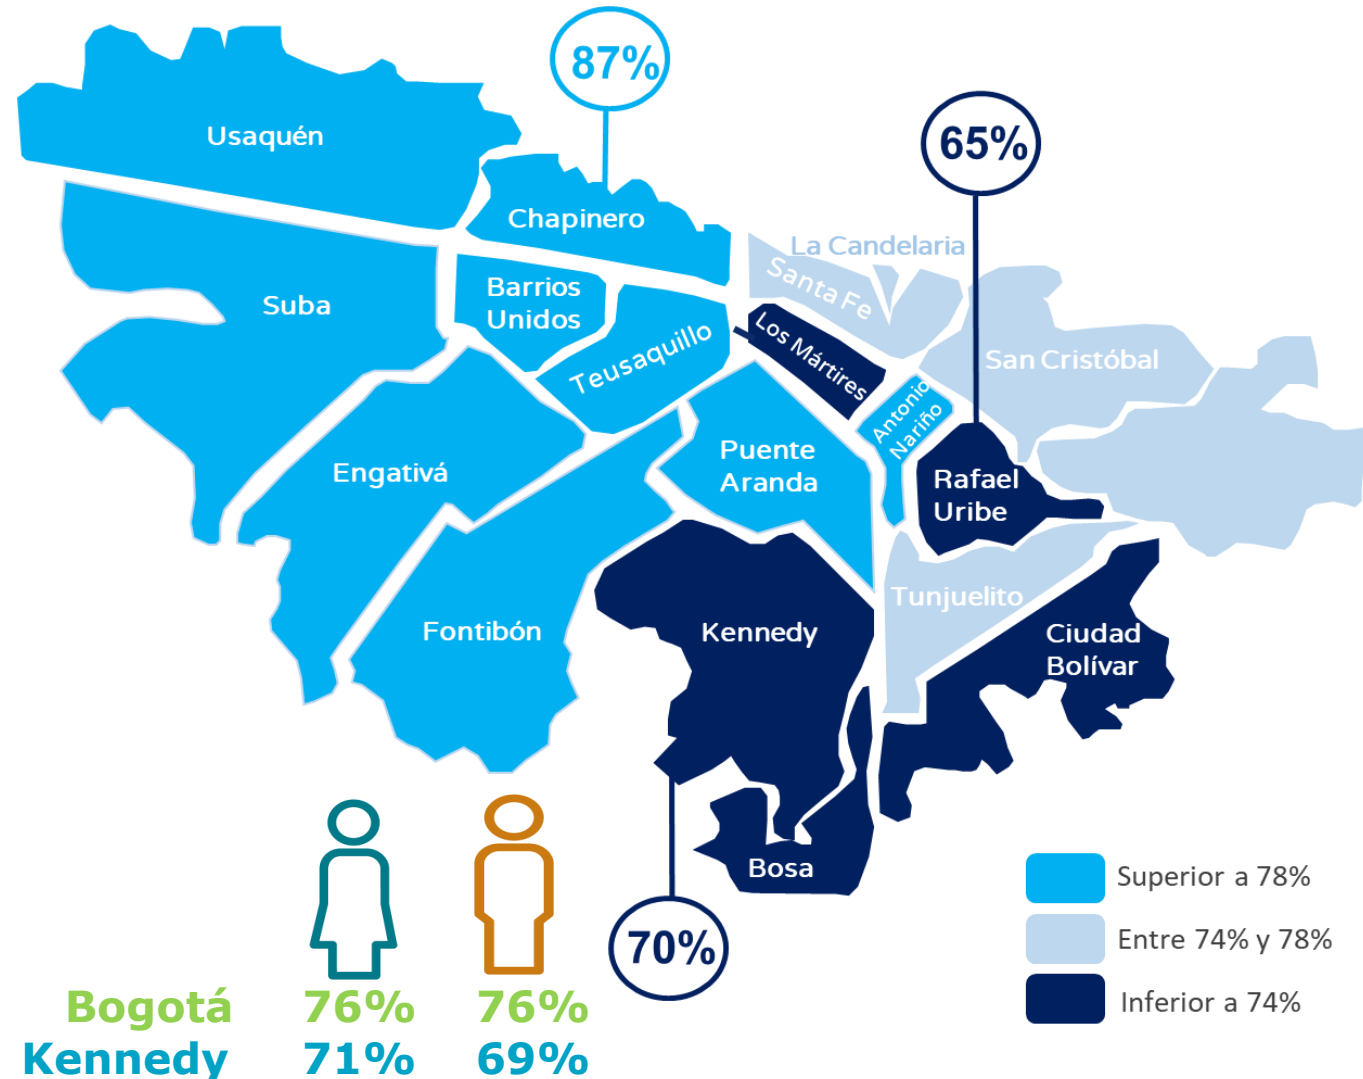 87%
65%
Usaquén
Chapinero
La Candelaria
Santa Fe
Suba
Barrios
Unidos
Teusaquillo
Los Mártires
San Cristóbal
Antonio
Nariño
Engativá
Puente
Aranda
Rafael
Uribe
Fontibón
Kennedy
Tunjuelito
Ciudad
Bolívar
Bosa
70%
Superior a 78%
Entre 74% y 78%
Inferior a 74%
Bogotá 76% 76%
Kennedy 71% 69%